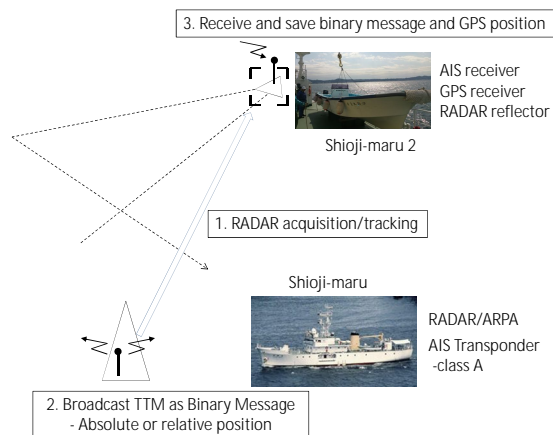 3. Receive and save binary message and GPS position
AIS receiver
GPS receiver
RADAR reflector
Shioji-maru 2
1. RADAR acquisition/tracking
Shioji-maru
RADAR/ARPA
AIS Transponder
-class A
2. Broadcast TTM as Binary Message
- Absolute or relative position